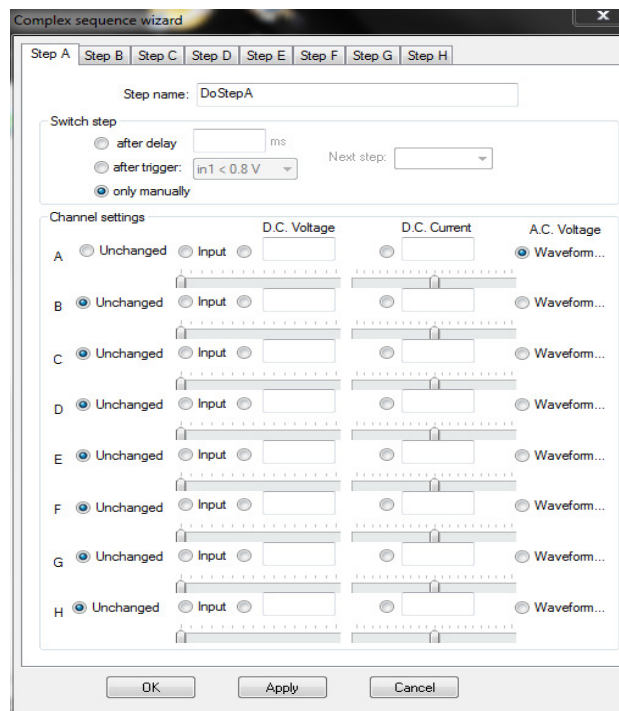 Complex sequence wizard
Step A Step B Step C Step D Step E Step F Step G Step H
Step name: DoStepA
Switch step
after delay ms
after trigger: in1 < 0.8 V Next step:
only manually
Channel settings
D.C. Voltage D.C. Current A.C. Voltage
A Unchanged Input Waveform...
B Unchanged Input Waveform...
C Unchanged Input Waveform...
D Unchanged Input Waveform...
E Unchanged Input Waveform...
F Unchanged Input Waveform...
G Unchanged Input Waveform...
H Unchanged Input Waveform...
OK Apply Cancel